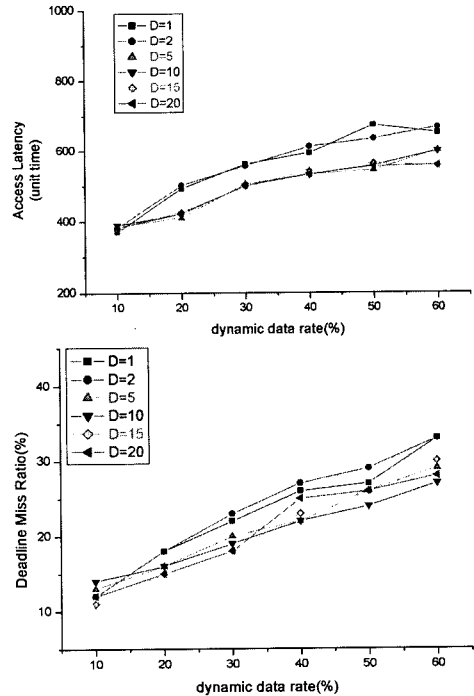 1000
800
600
400
200
Access Latency
(unit time)
D=1
D=2
D=5
D=10
D=15
D=20
10 20 30 40 50 60
dynamic data rate(%)
40
30
20
10
Deadline Miss Ratio(%)
D=1
D=2
D=5
D=10
D=15
D=20
10 20 30 40 50 60
dynamic data rate(%)